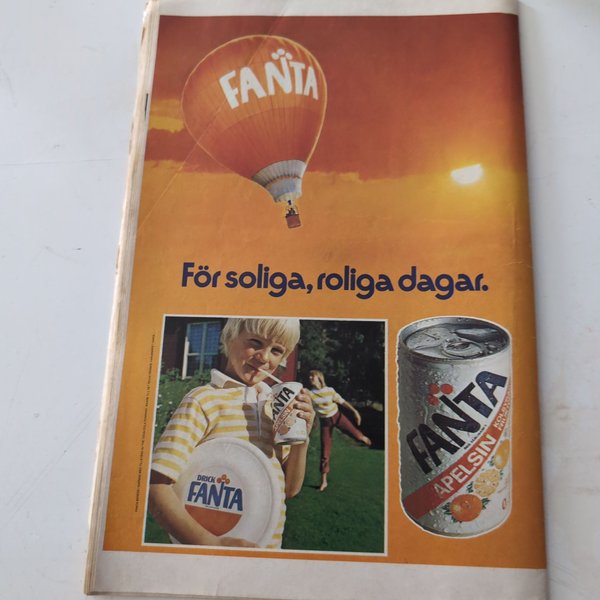 FANTA
För soliga, roliga dagar.
FANTA
DRICK
FANTA
FANTA
APELSIN